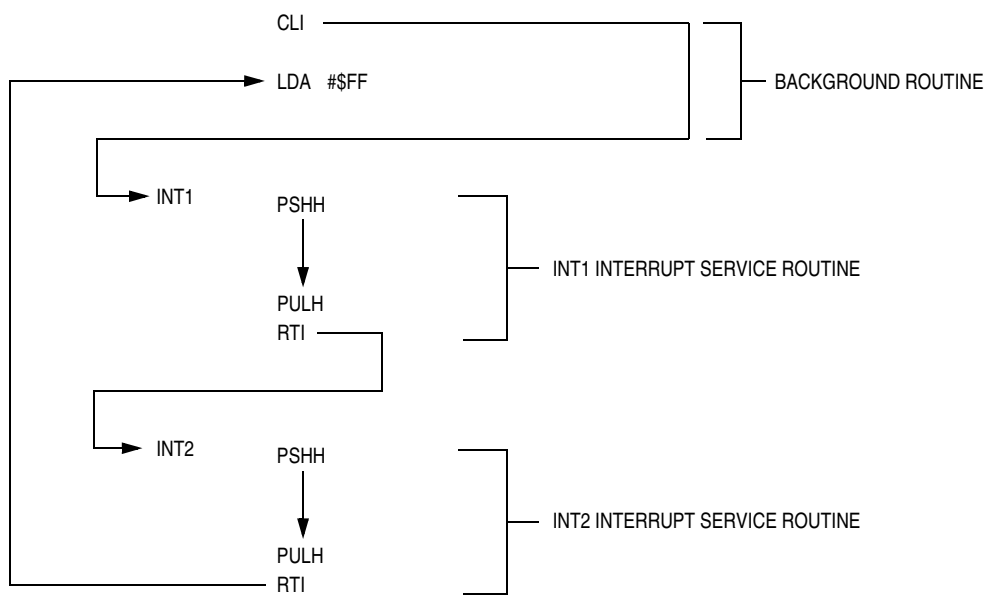 CLI
LDA #$FF
BACKGROUND ROUTINE
INT1
PSHH
INT1 INTERRUPT SERVICE ROUTINE
PULH
RTI
INT2
PSHH
INT2 INTERRUPT SERVICE ROUTINE
PULH
RTI